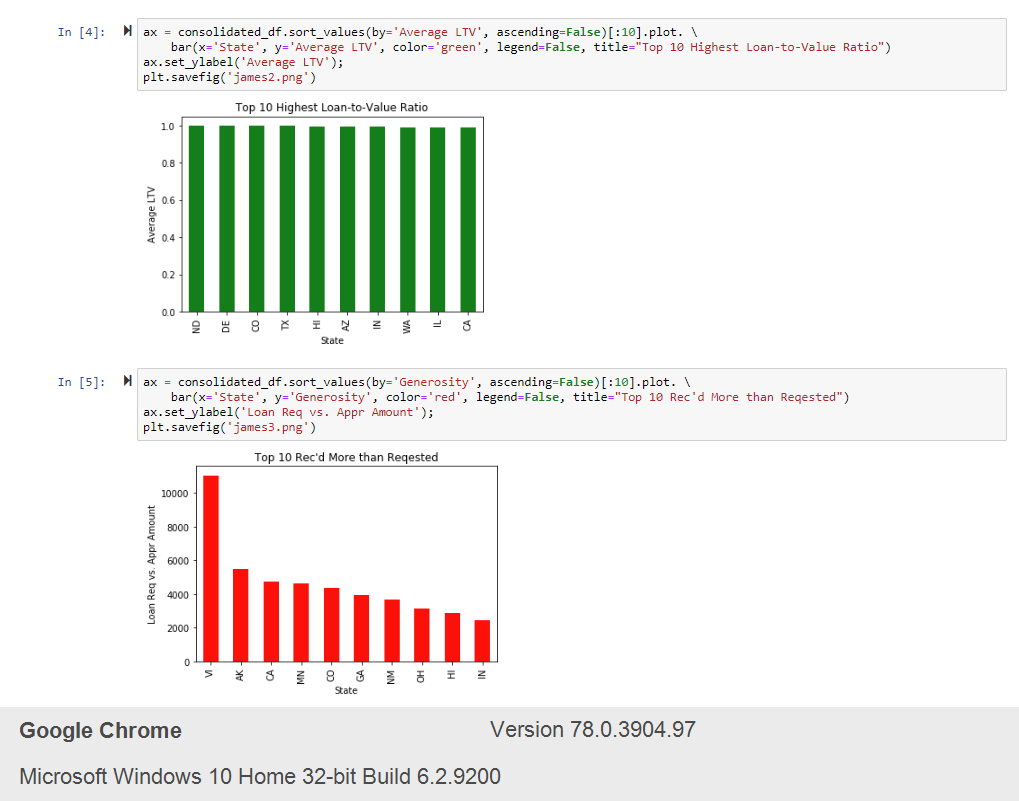 In [4]:
ax = consolidated_df.sort_values(by='Average LTV', ascending=False)[:10].plot. \
bar(x='State', y='Average LTV', color='green', legend=False, title="Top 10 Highest Loan-to-Value Ratio")
ax.set_ylabel('Average LTV');
plt.savefig('james2.png')
Top 10 Highest Loan-to-Value Ratio
1.0
0.8
0.6
0.4
0.2
0.0
Average LTV
ND DE CO TX HI AZ IN WA IL CA
State
In [5]:
ax = consolidated_df.sort_values(by='Generosity', ascending=False)[:10].plot. \
bar(x='State', y='Generosity', color='red', legend=False, title="Top 10 Rec'd More than Reqested")
ax.set_ylabel('Loan Req vs. Appr Amount');
plt.savefig('james3.png')
Top 10 Rec'd More than Reqested
10000
8000
6000
4000
2000
0
Loan Req vs. Appr Amount
VI AK CA MN CO GA NM OH HI IN
State
Google Chrome Version 78.0.3904.97
Microsoft Windows 10 Home 32-bit Build 6.2.9200